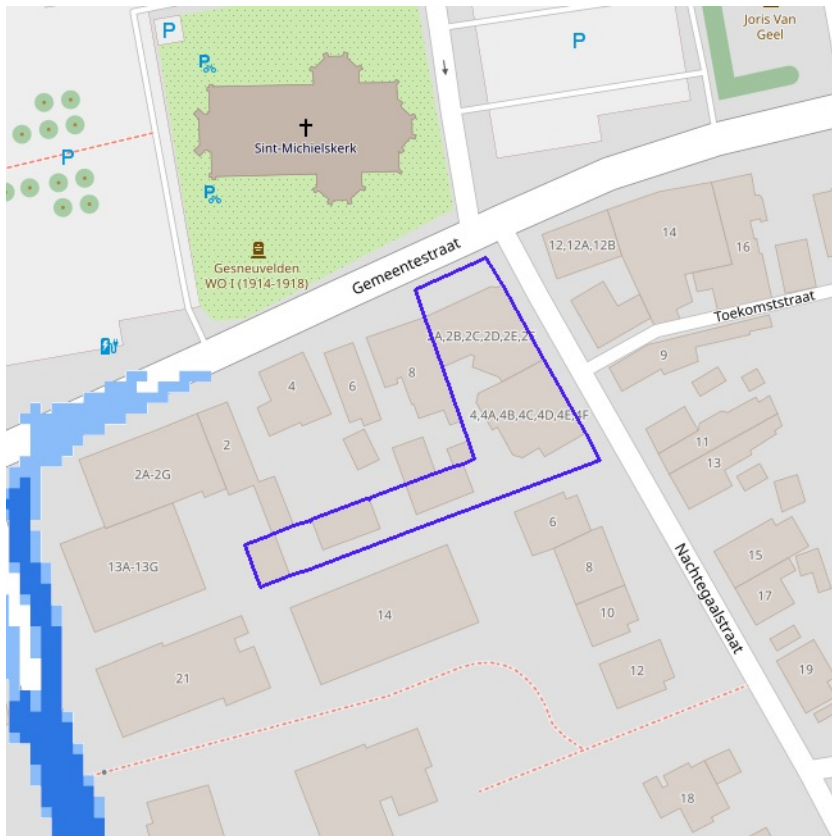 P
Joris Van
Geel
P
P
Sint-Michielskerk
P
P
Gesneuvelden
WO I (1914-1918)
Gemeentestraat
12,12A,12B
14
16
Toekomststraat
2A,2B,2C,2D,2E,2F
9
4
6
8
4,4A,4B,4C,4D,4E,4F
2
2A-2G
11
13
13A-13G
6
15
8
17
14
10
Nachtegaalstraat
12
19
21
18